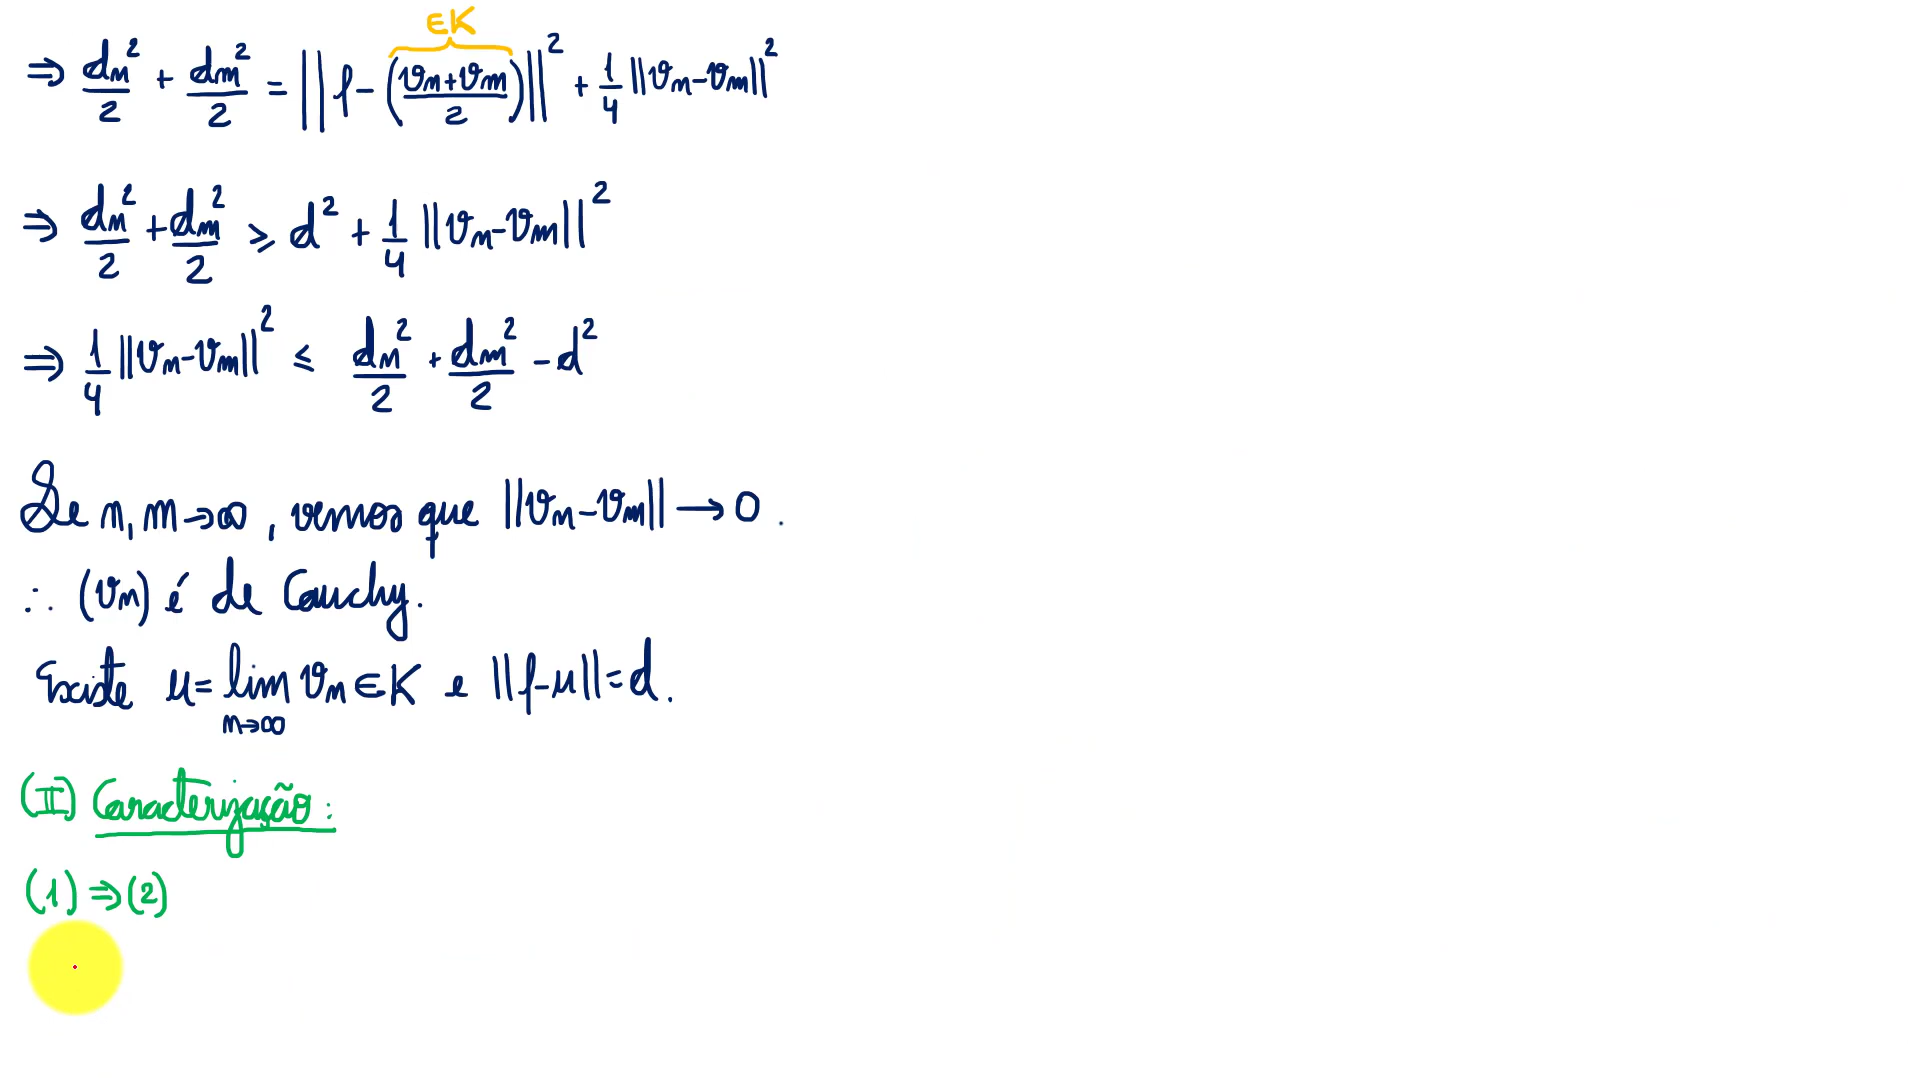 ∈K
⇒ dn²/2 + dm²/2 = ||f - ((vn+vm)/2)||² + 1/4 ||vn-vm||²
⇒ dn²/2 + dm²/2 ≥ d² + 1/4 ||vn-vm||²
⇒ 1/4 ||vn-vm||² ≤ dn²/2 + dm²/2 - d²
Se n, m→∞, vemos que ||vn-vm|| → 0.
∴ (vn) é de Cauchy.
Existe u = lim vn ∈ K e ||f-u|| = d.
n→∞
(II) Caracterização:
(1) ⇒ (2)